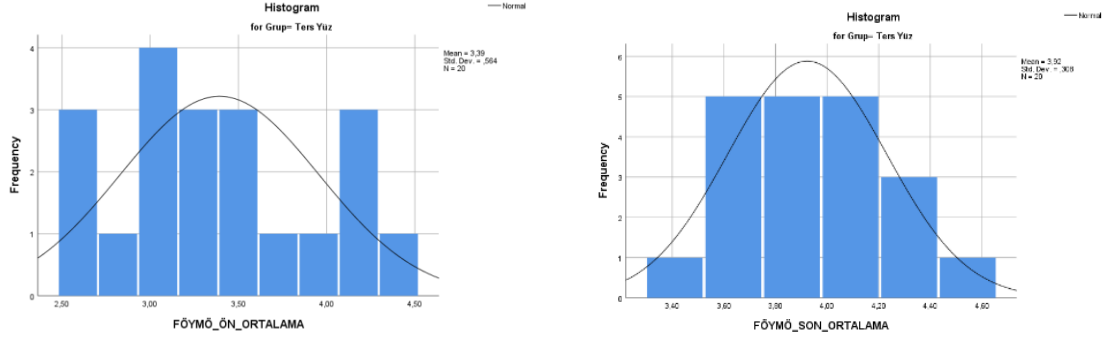 Histogram
Normal
for Grup= Ters Yüz
Mean = 3,39
Std. Dev. = ,564
N = 20
Frequency
4
3
2
1
0
2,50 3,00 3,50 4,00 4,50
FÖYMÖ_ÖN_ORTALAMA
Histogram
Normal
for Grup= Ters Yüz
Mean = 3,92
Std. Dev. = ,308
N = 20
Frequency
6
5
4
3
2
1
0
3,40 3,60 3,80 4,00 4,20 4,40 4,60
FÖYMÖ_SON_ORTALAMA